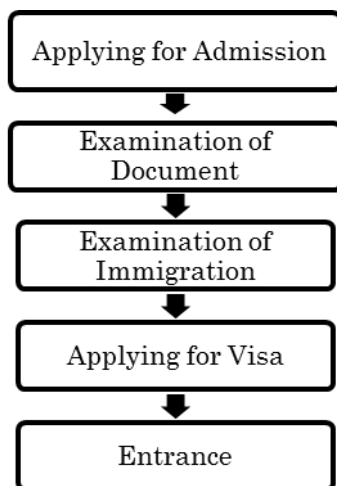 Applying for Admission
Examination of
Document
Examination of
Immigration
Applying for Visa
Entrance